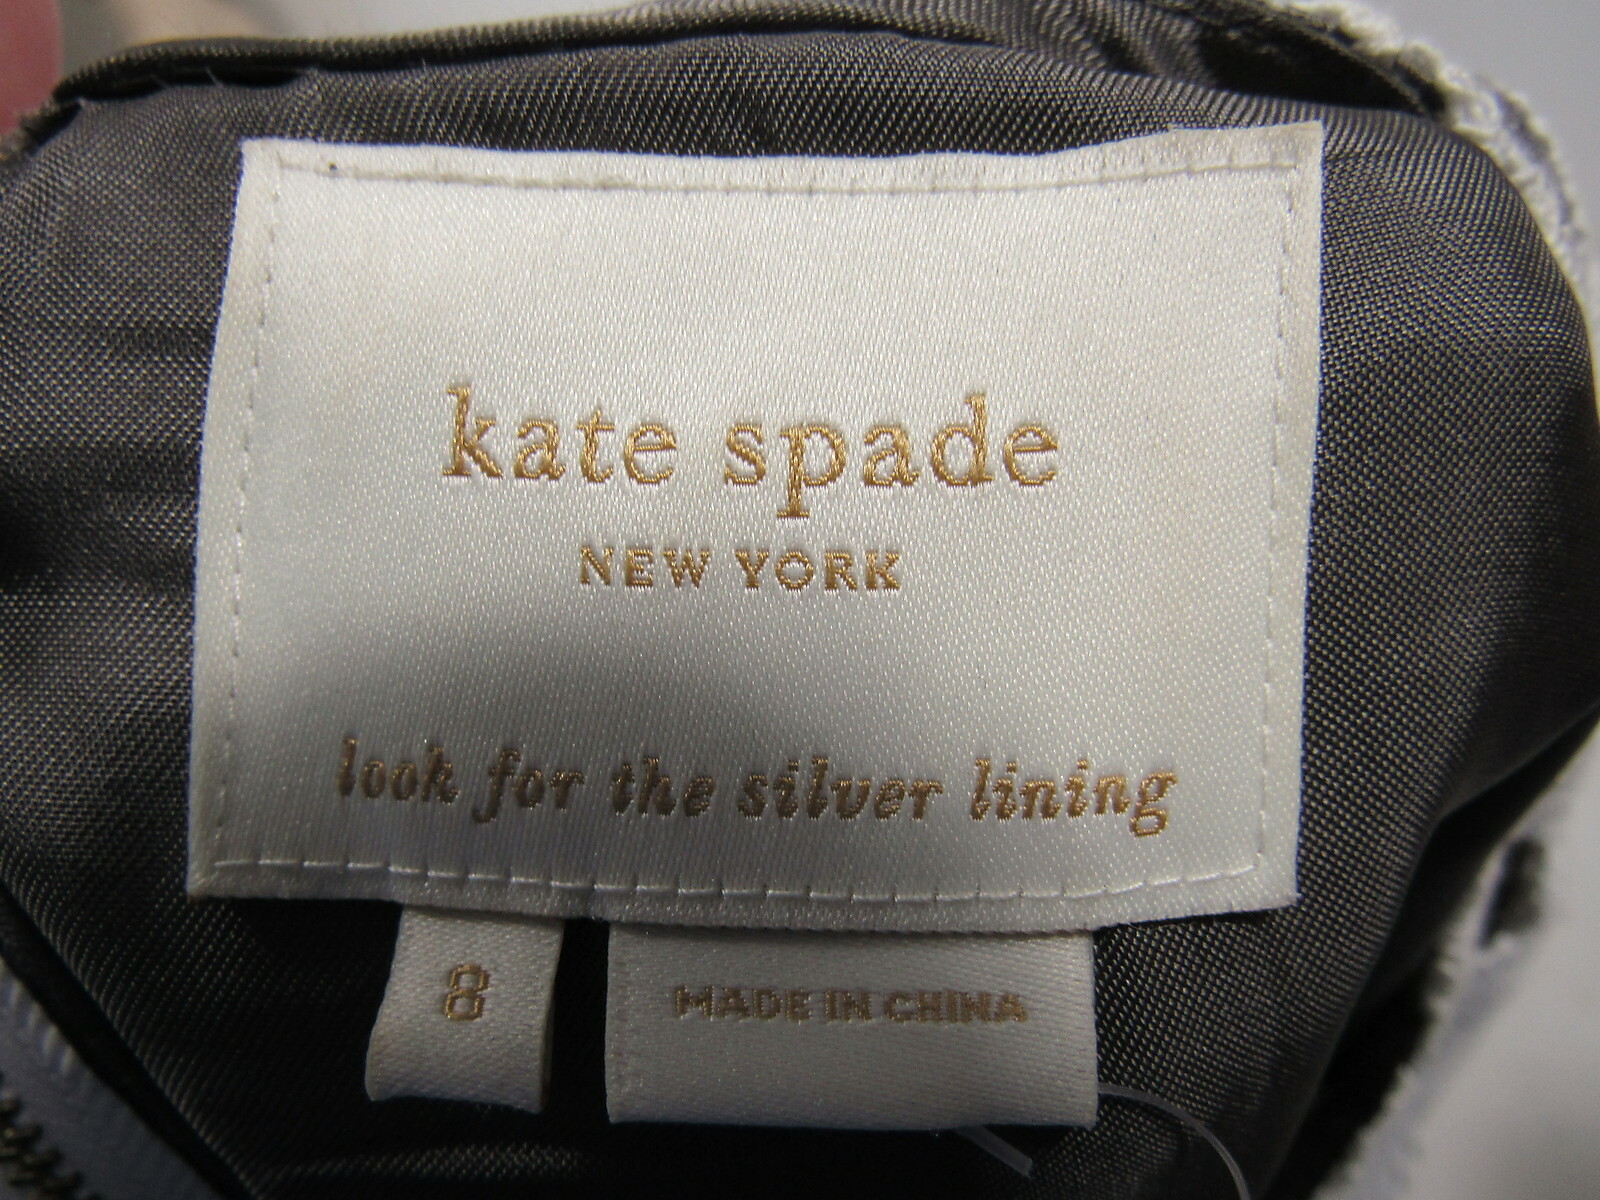 kate spade
NEW YORK
look for the silver lining
8
MADE IN CHINA